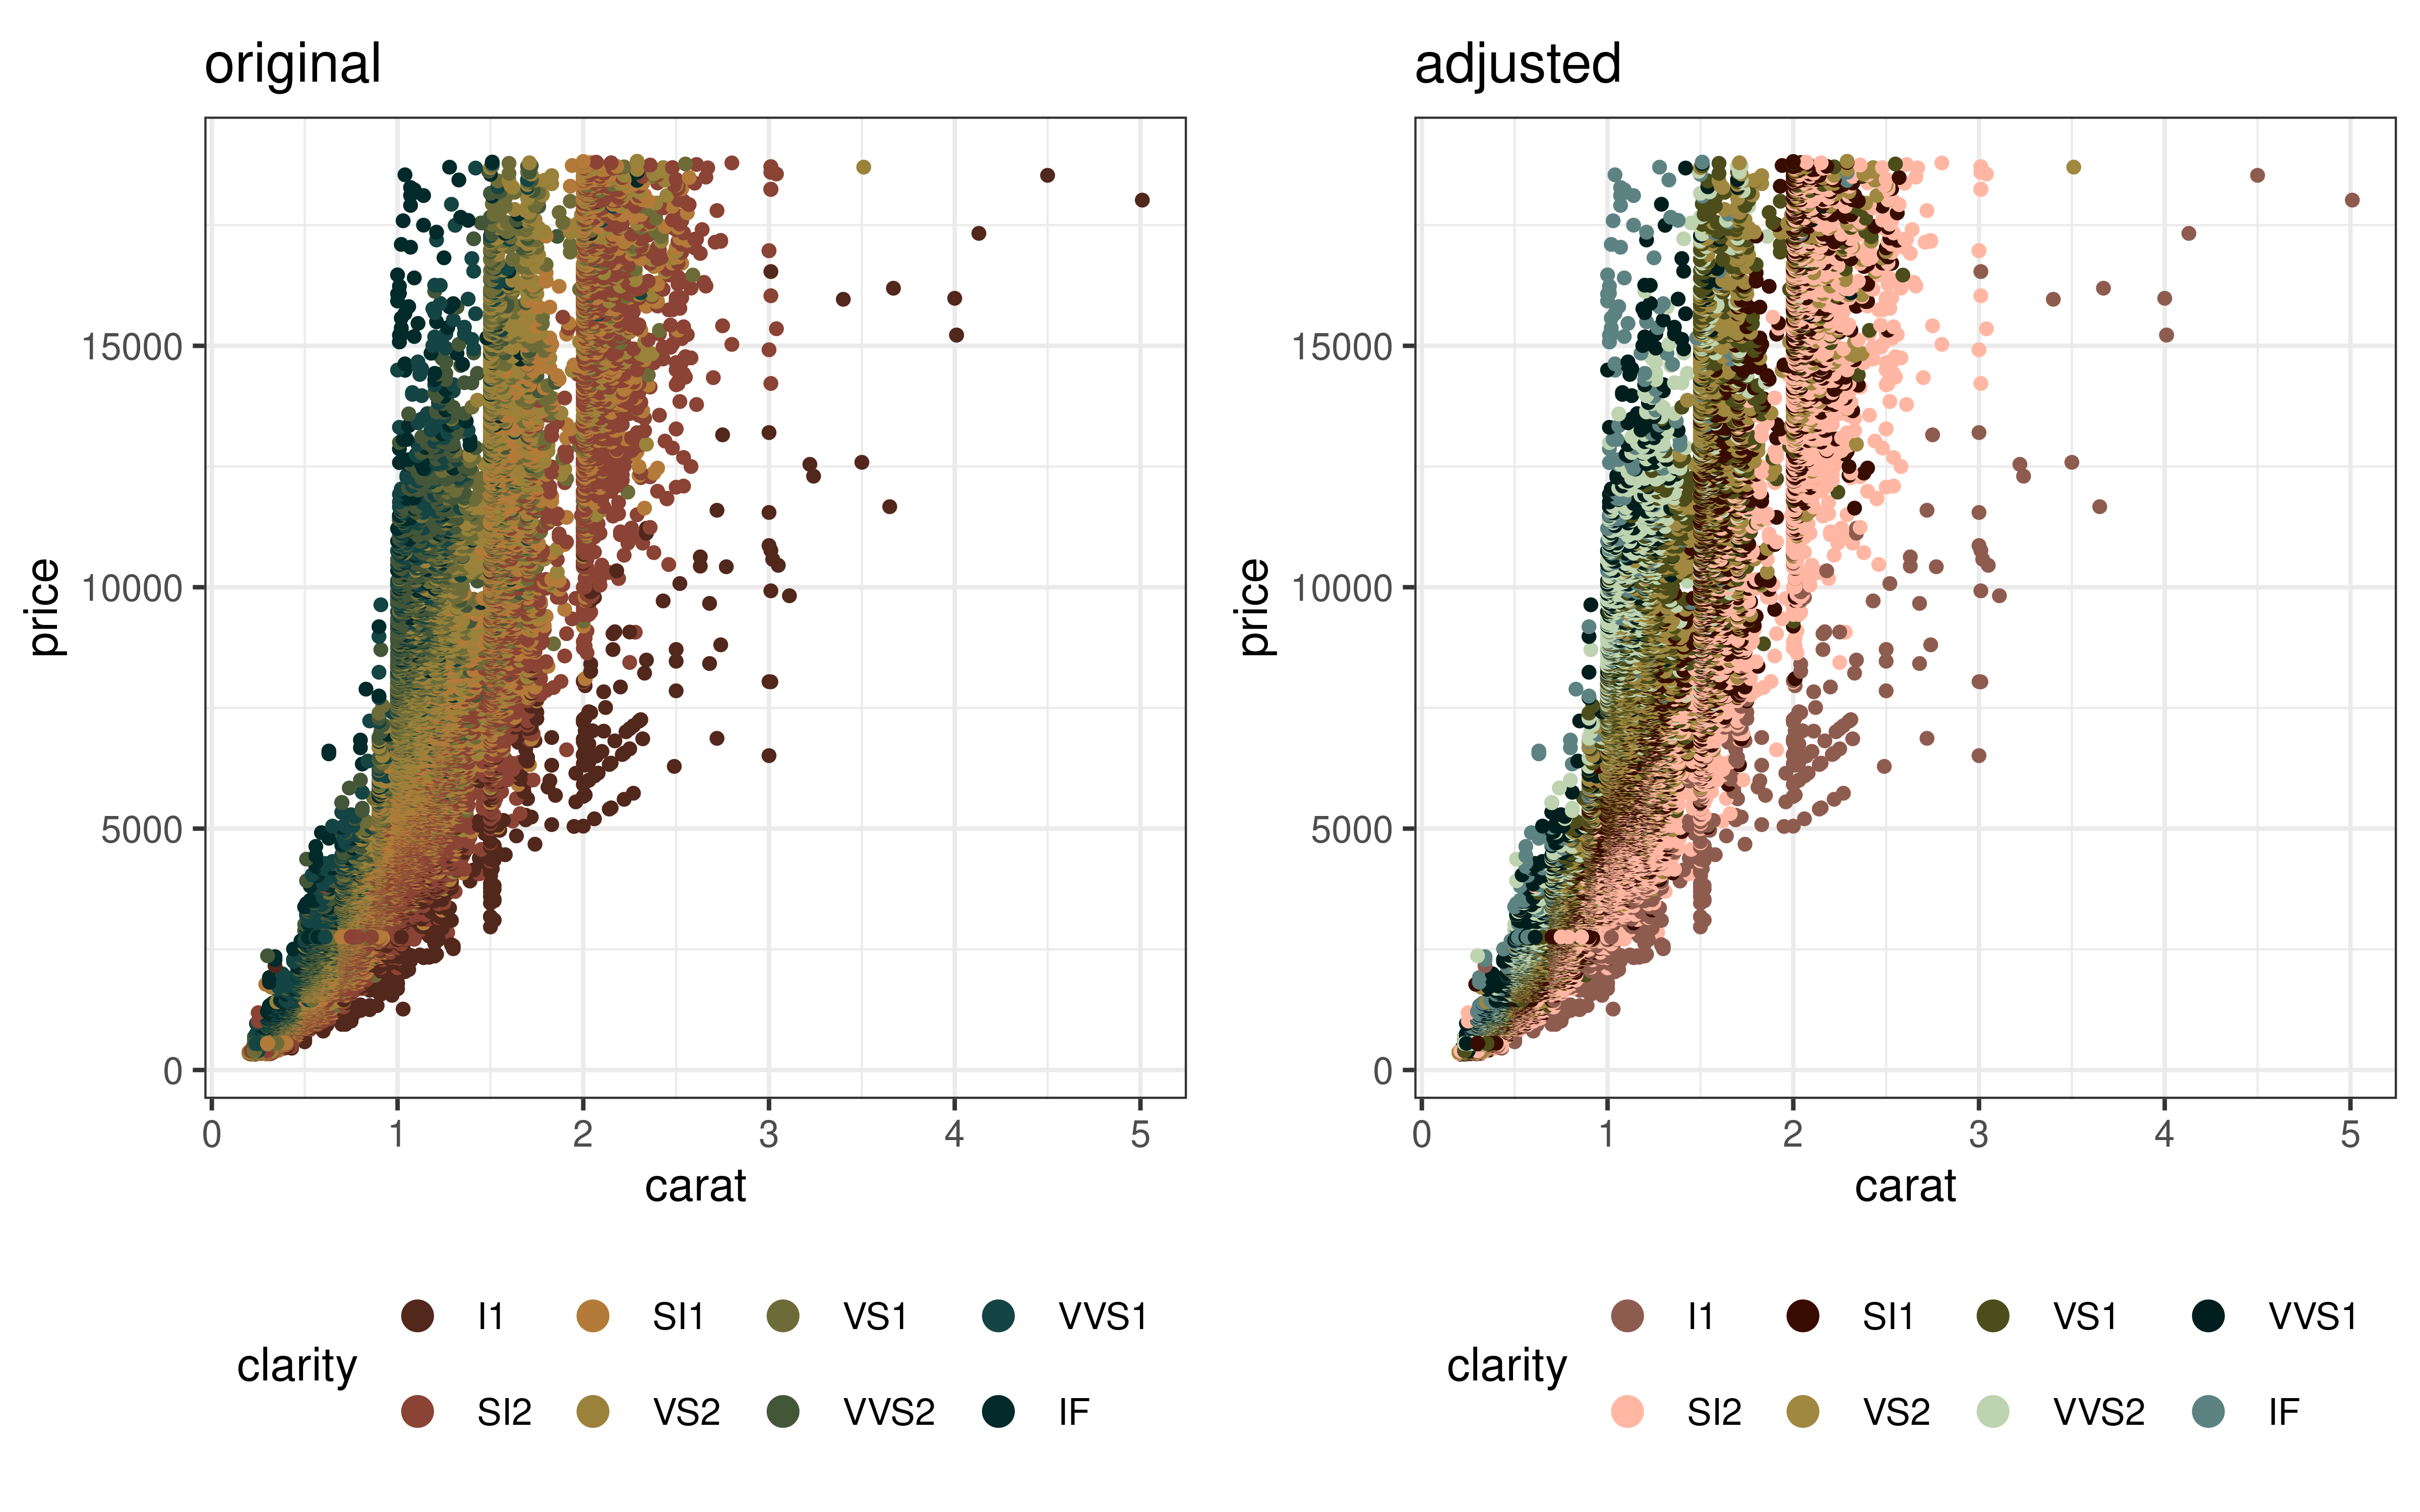 original
price
15000
10000
5000
0
0 1 2 3 4 5
carat
clarity
I1 SI1 VS1 VVS1
SI2 VS2 VVS2 IF
adjusted
price
15000
10000
5000
0
0 1 2 3 4 5
carat
clarity
I1 SI1 VS1 VVS1
SI2 VS2 VVS2 IF